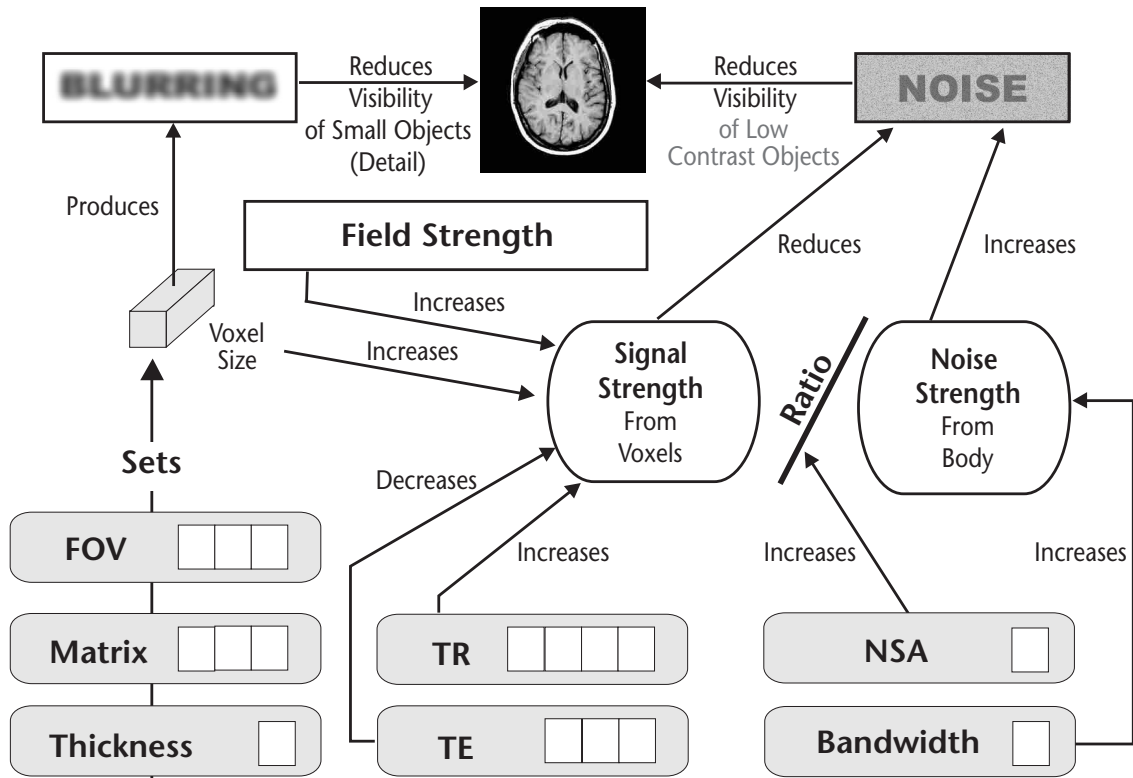 BLURRING
Reduces
Visibility
of Small Objects
(Detail)
Reduces
Visibility
of Low
Contrast Objects
NOISE
Produces
Field Strength
Reduces
Increases
Increases
Voxel
Size
Increases
Signal
Strength
From
Voxels
Ratio
Noise
Strength
From
Body
Sets
Decreases
FOV
Increases
Increases
Increases
Matrix
TR
NSA
Thickness
TE
Bandwidth